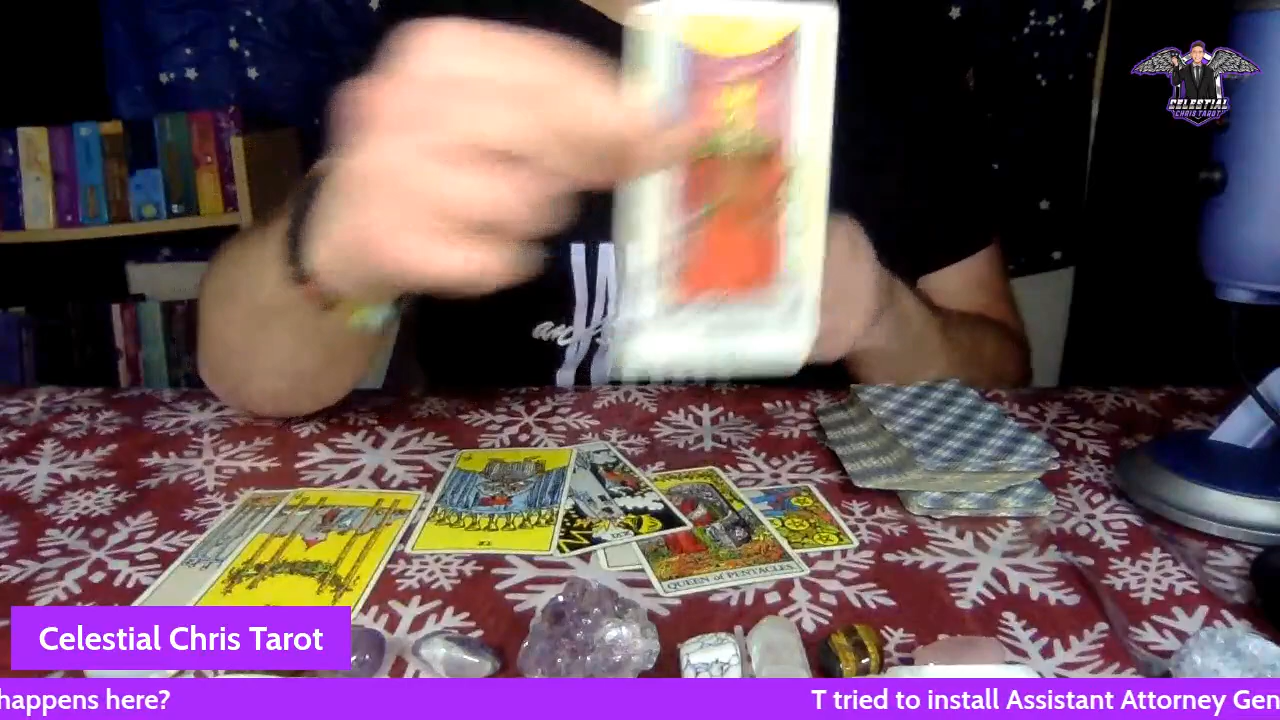 CELESTIAL
CHRIS TAROT
QUEEN of PENTACLES
Celestial Chris Tarot
happens here?
T tried to install Assistant Attorney Gen